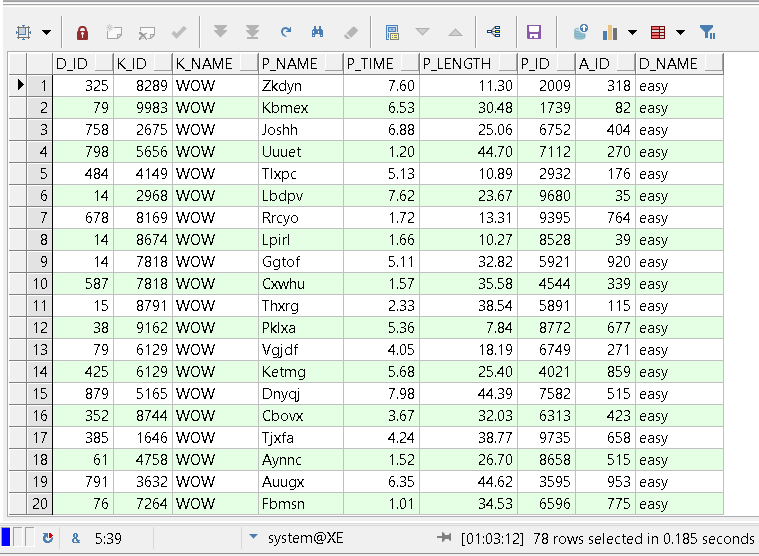 D_ID K_ID K_NAME P_NAME P_TIME P_LENGTH P_ID A_ID D_NAME
1 325 8289 WOW Zkdyn 7.60 11.30 2009 318 easy
2 79 9983 WOW Kbmex 6.53 30.48 1739 82 easy
3 758 2675 WOW Joshh 6.88 25.06 6752 404 easy
4 798 5656 WOW Uuuet 1.20 44.70 7112 270 easy
5 484 4149 WOW Tlxpc 5.13 10.89 2932 176 easy
6 14 2968 WOW Lbdpv 7.62 23.67 9680 35 easy
7 678 8169 WOW Rrcyo 1.72 13.31 9395 764 easy
8 14 8674 WOW Lpirl 1.66 10.27 8528 39 easy
9 14 7818 WOW Ggtof 5.11 32.82 5921 920 easy
10 587 7818 WOW Cxwhu 1.57 35.58 4544 339 easy
11 15 8791 WOW Thxrg 2.33 38.54 5891 115 easy
12 38 9162 WOW Pklxa 5.36 7.84 8772 677 easy
13 79 6129 WOW Vgjdf 4.05 18.19 6749 271 easy
14 425 6129 WOW Ketmg 5.68 25.40 4021 859 easy
15 879 5165 WOW Dnyqj 7.98 44.39 7582 515 easy
16 352 8744 WOW Cbovx 3.67 32.03 6313 423 easy
17 385 1646 WOW Tjxfa 4.24 38.77 9735 658 easy
18 61 4758 WOW Aynnc 1.52 26.70 8658 515 easy
19 791 3632 WOW Auugx 6.35 44.62 3595 953 easy
20 76 7264 WOW Fbmsn 1.01 34.53 6596 775 easy
& 5:39 system@XE [01:03:12] 78 rows selected in 0.185 seconds